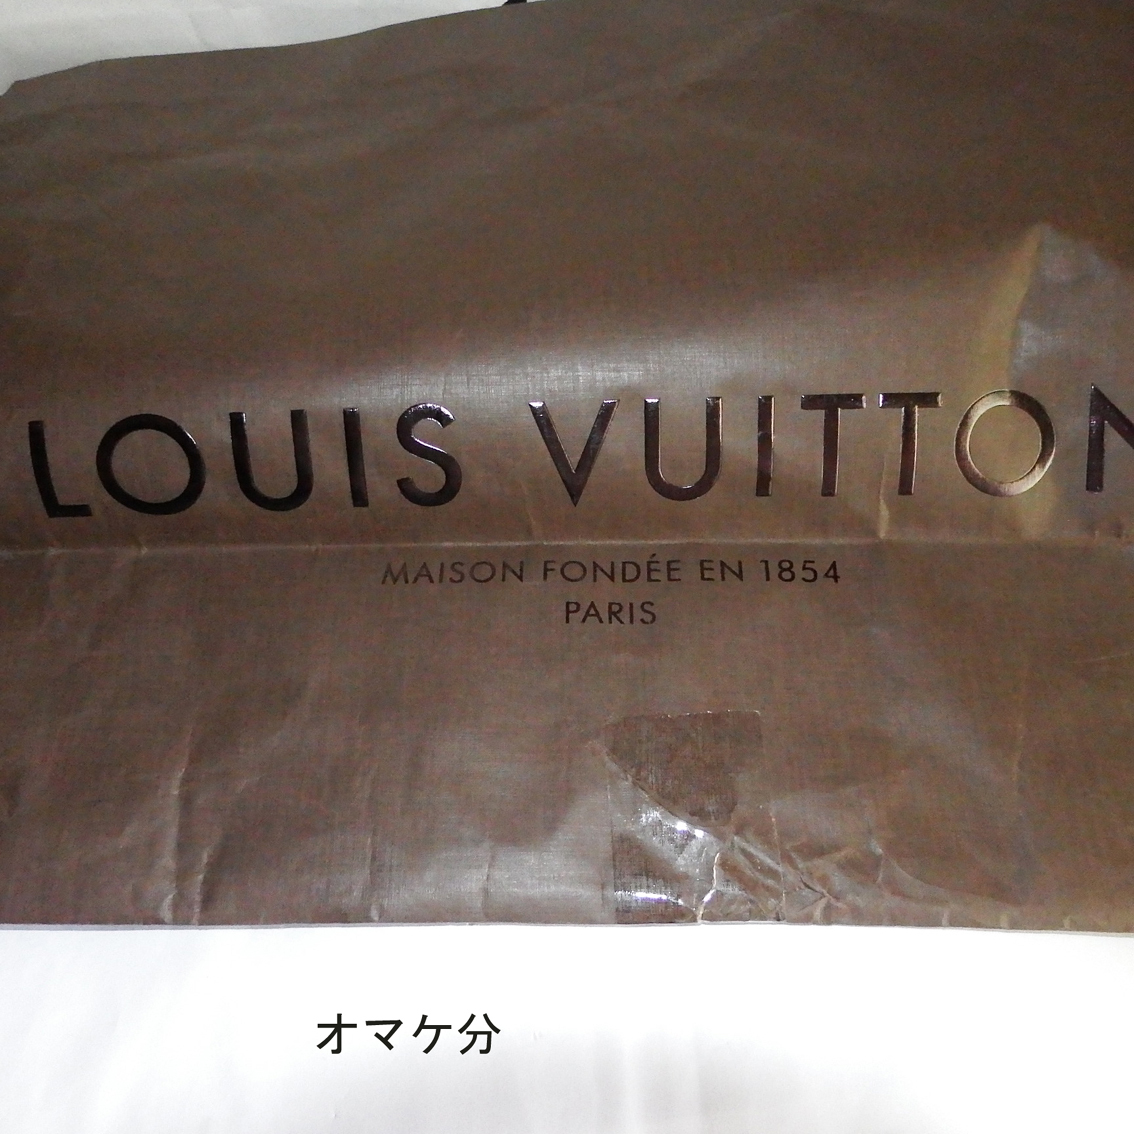 LOUIS VUITTON
MAISON FONDÉE EN 1854
PARIS
オマケ分